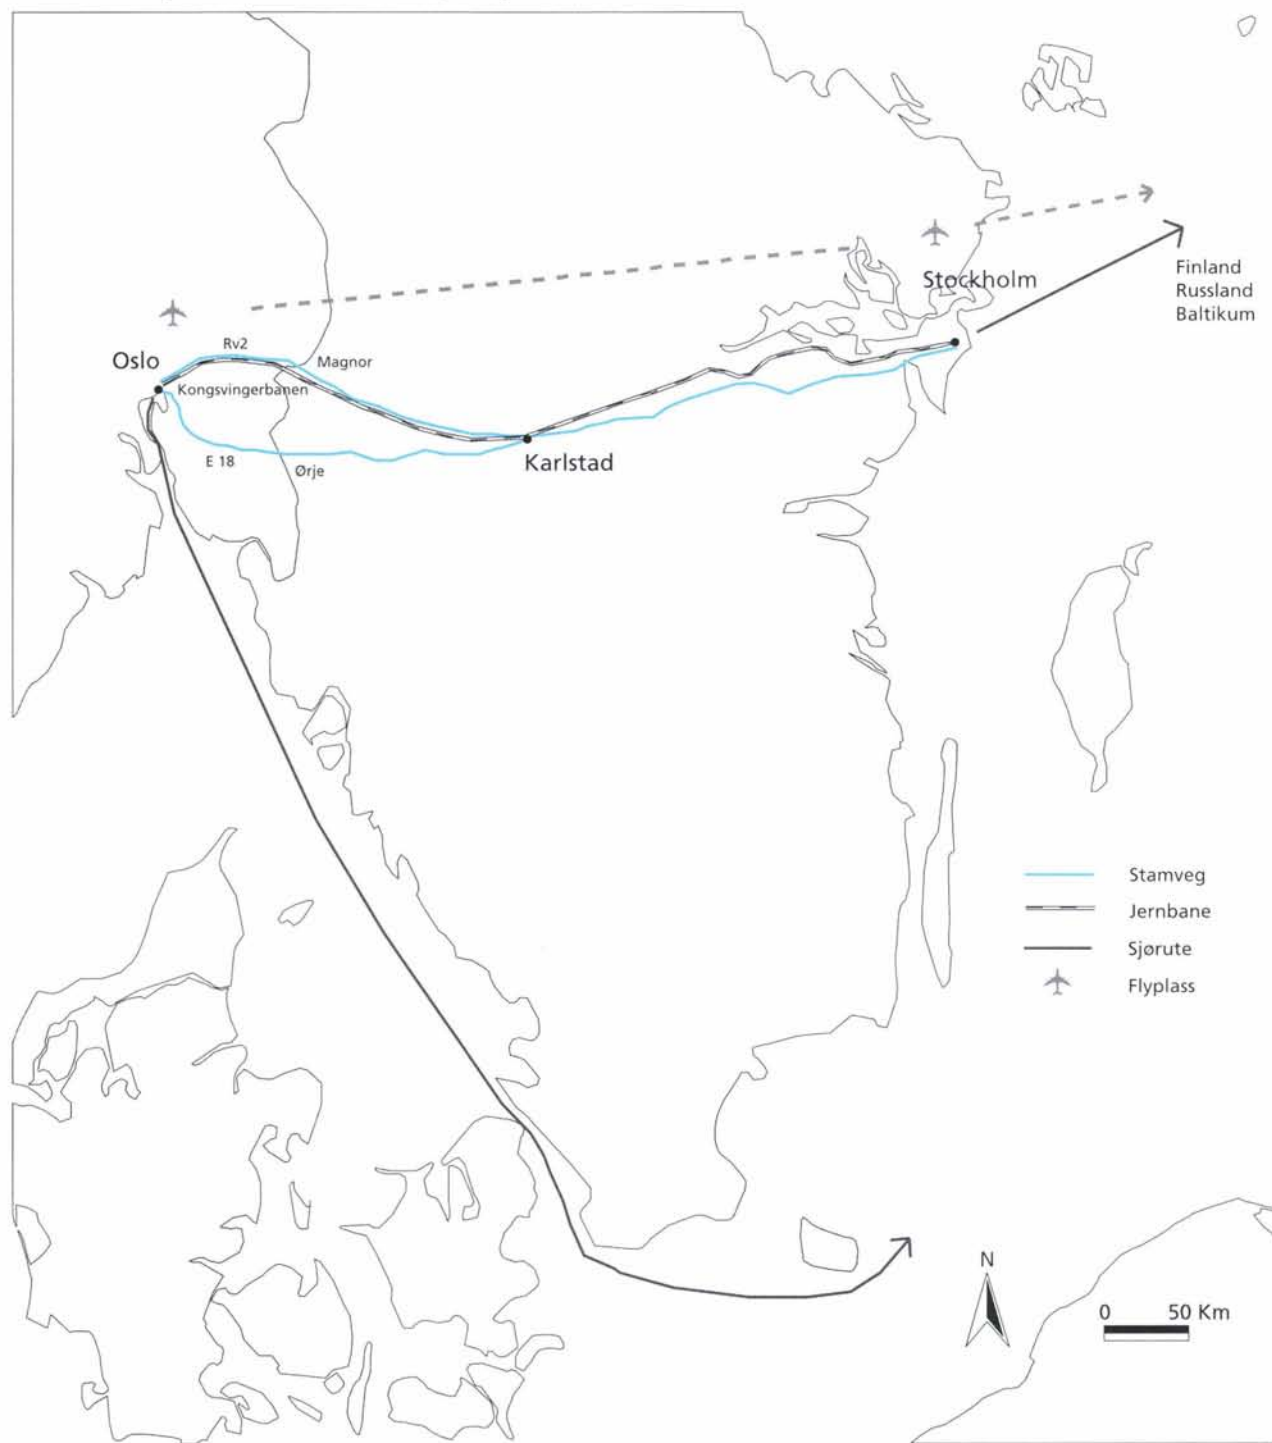 Stockholm
Finland
Russland
Baltikum
Oslo
Rv2
Magnor
Kongsvingerbanen
E 18
Ørje
Karlstad
Stamveg
Jernbane
Sjørute
Flyplass
N
0 50 Km